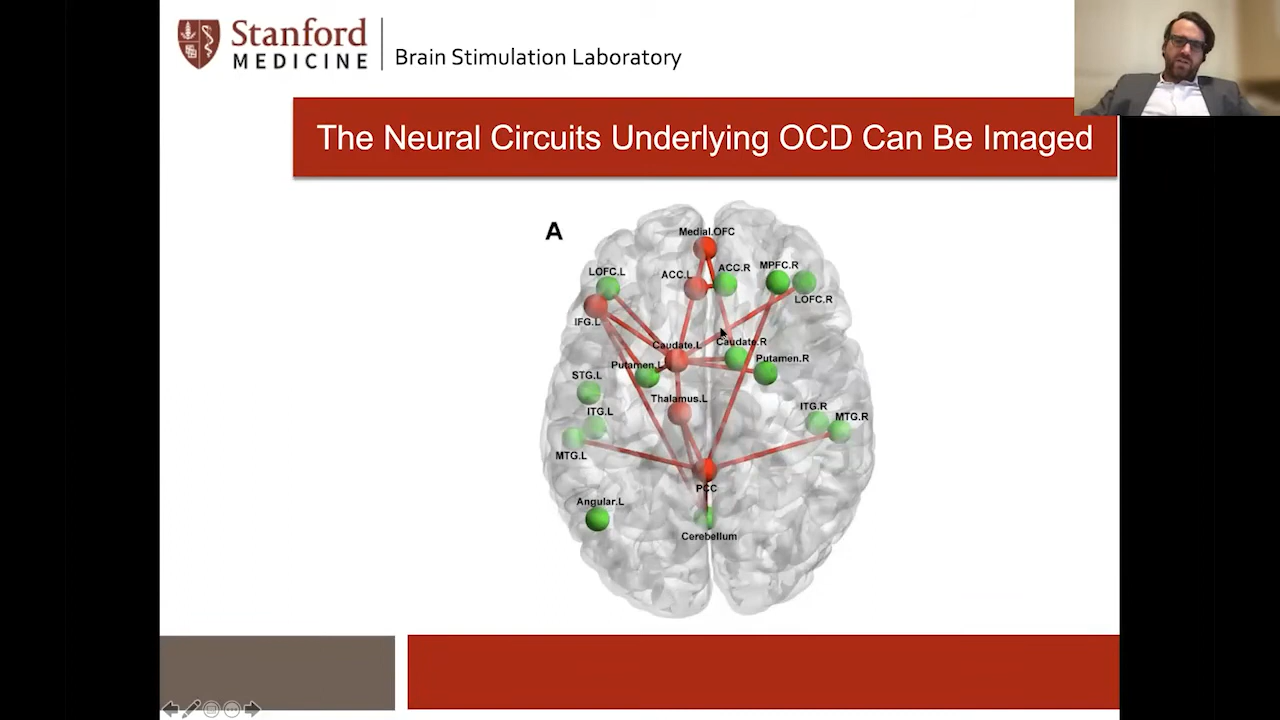 Stanford
MEDICINE
Brain Stimulation Laboratory
The Neural Circuits Underlying OCD Can Be Imaged
A
Medial.OFC
LOFC.L
ACC.L
ACC.R
MPFC.R
LOFC.R
IFG.L
Caudate.L
Caudate.R
Putamen.L
Putamen.R
STG.L
Thalamus.L
ITG.L
ITG.R
MTG.R
MTG.L
PCC
Angular.L
Cerebellum